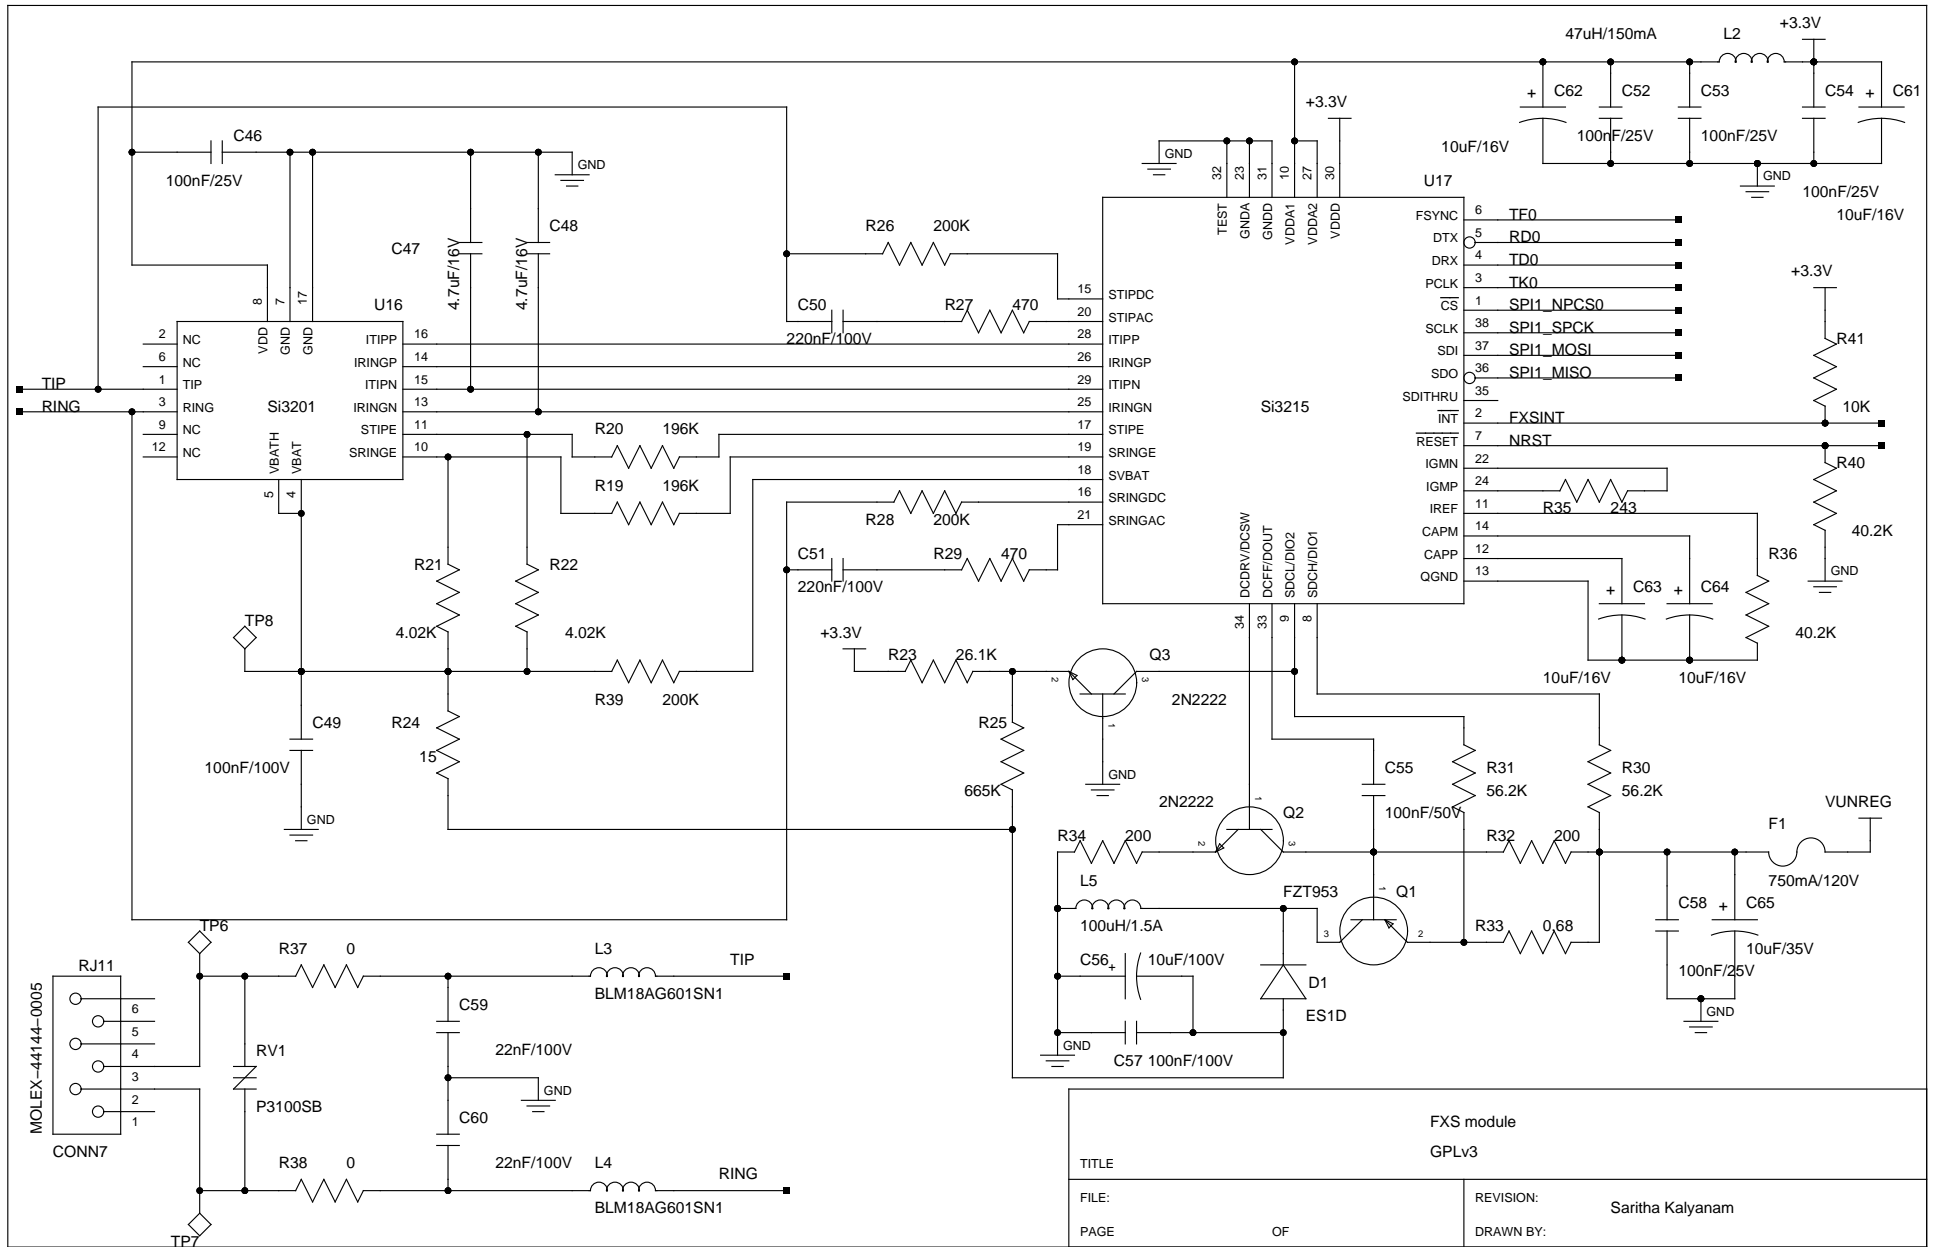 47uH/150mA
L2
+3.3V
C62
C52
C53
C54
C61
+
+
10uF/16V
100nF/25V
100nF/25V
GND
100nF/25V
10uF/16V
C46
100nF/25V
GND
C47
4.7uF/16V
C48
4.7uF/16V
R26 200K
C50
220nF/100V
R27 470
GND
+3.3V
32
23
31
10
27
30
U17
TEST
GNDA
GNDD
VDDA1
VDDA2
VDDD
U16
8
7
17
VDD
GND
GND
2 NC
6 NC
TIP 1 TIP
RING 3 RING
9 NC
12 NC
Si3201
VBATH
VBAT
5
4
ITIPP 16
IRINGP 14
ITIPN 15
IRINGN 13
STIPE 11
SRINGE 10
15 STIPDC
20 STIPAC
28 ITIPP
26 IRINGP
29 ITIPN
25 IRINGN
17 STIPE
19 SRINGE
18 SVBAT
16 SRINGDC
21 SRINGAC
Si3215
FSYNC 6 TF0
DTX 5 RD0
DRX 4 TD0
PCLK 3 TK0
CS 1 SPI1_NPCS0
SCLK 38 SPI1_SPCK
SDI 37 SPI1_MOSI
SDO 36 SPI1_MISO
SDITHRU 35
INT 2 FXSINT
RESET 7 NRST
IGMN 22
IGMP 24
IREF 11
CAPM 14
CAPP 12
QGND 13
DCDRV/DCSW
DCFF/DOUT
SDCL/DIO2
SDCH/DIO1
34
33
9
8
+3.3V
R41
10K
R40
40.2K
GND
R35 243
R36
40.2K
+ C63
+ C64
10uF/16V
10uF/16V
R20 196K
R19 196K
R28 200K
C51
220nF/100V
R29 470
R21
4.02K
R22
4.02K
TP8
R39 200K
C49
100nF/100V
GND
R24
15
+3.3V
R23 26.1K
R25
665K
Q3
2N2222
2
3
1
GND
2N2222
Q2
1
2
3
C55
100nF/50V
R31
56.2K
R30
56.2K
R34 200
R32 200
F1
VUNREG
750mA/120V
L5
100uH/1.5A
FZT953
Q1
1
3
2
R33 0.68
C58
100nF/25V
+ C65
10uF/35V
GND
C56 + 10uF/100V
D1
ES1D
GND
C57 100nF/100V
TP6
RJ11
MOLEX-44144-0005
6
5
4
3
2
1
CONN7
RV1
P3100SB
R37 0
L3
TIP
BLM18AG601SN1
C59
22nF/100V
GND
C60
22nF/100V
R38 0
L4
RING
BLM18AG601SN1
TP7
FXS module
GPLv3
TITLE
FILE:
REVISION:
Saritha Kalyanam
PAGE OF
DRAWN BY: